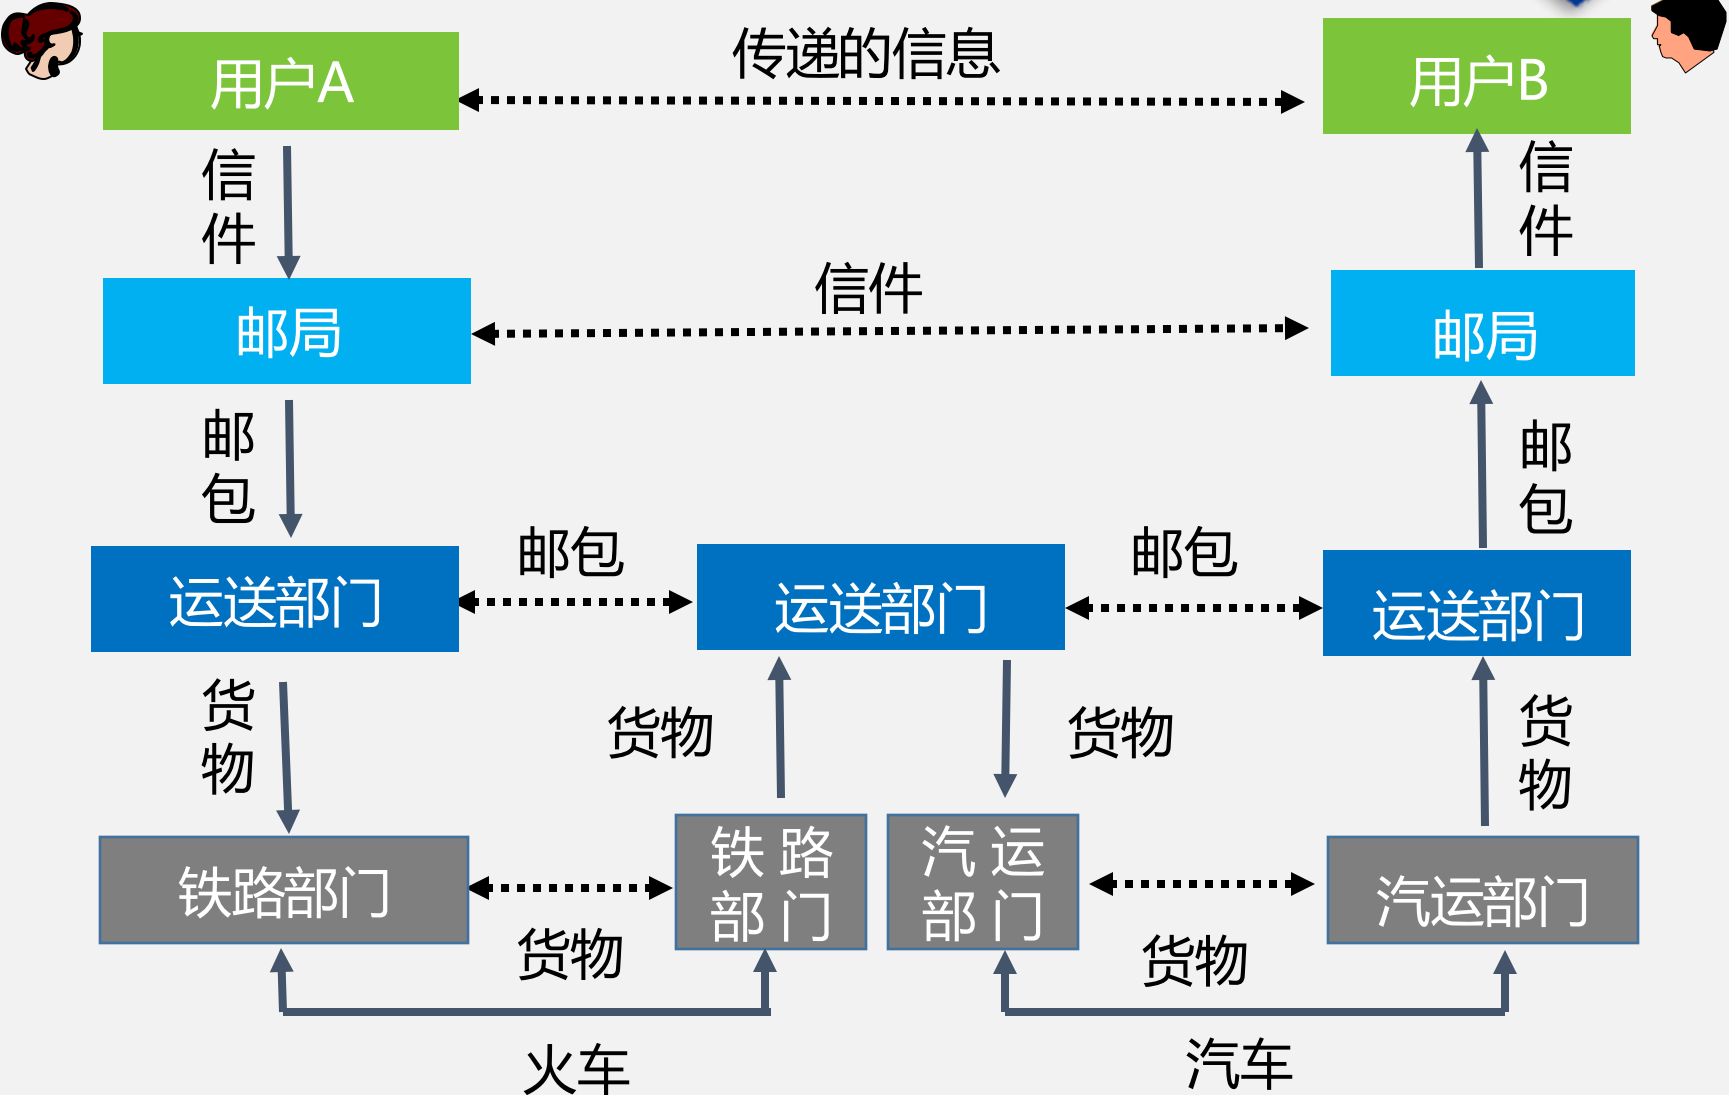 传递的信息
用户A
用户B
信
件
信
件
信件
邮局
邮局
邮
包
邮
包
邮包
邮包
运送部门
运送部门
运送部门
货
物
货物
货物
货
物
铁路部门
铁 路
部 门
汽 运
部 门
汽运部门
货物
货物
火车
汽车